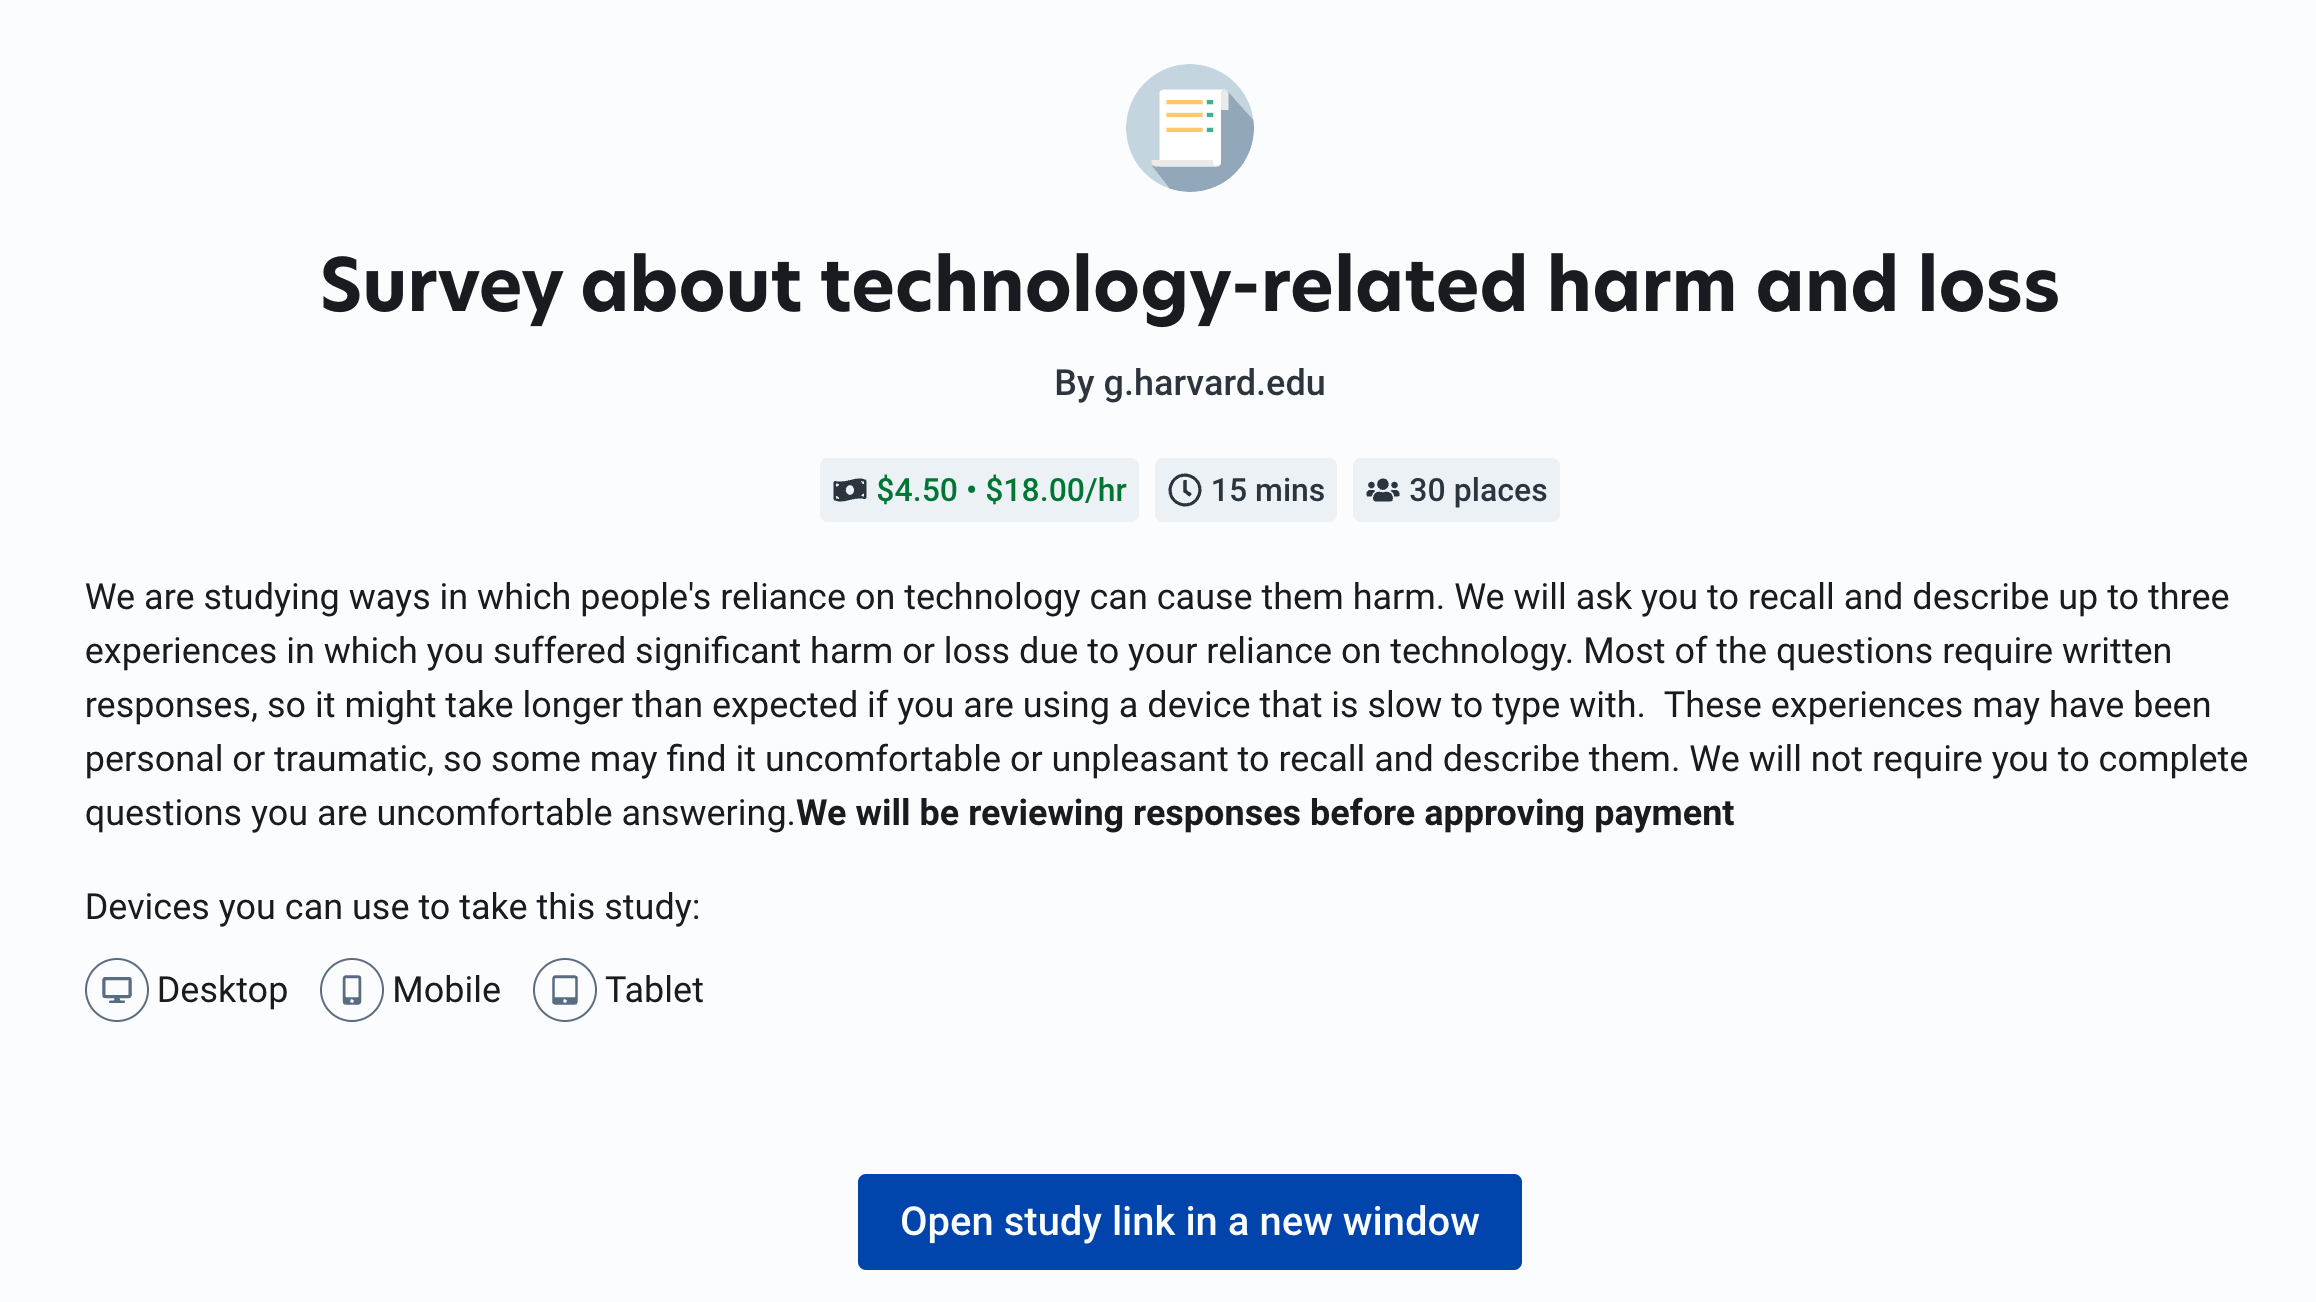 Survey about technology-related harm and loss
By g.harvard.edu
$4.50 • $18.00/hr
15 mins
30 places
We are studying ways in which people's reliance on technology can cause them harm. We will ask you to recall and describe up to three
experiences in which you suffered significant harm or loss due to your reliance on technology. Most of the questions require written
responses, so it might take longer than expected if you are using a device that is slow to type with.  These experiences may have been
personal or traumatic, so some may find it uncomfortable or unpleasant to recall and describe them. We will not require you to complete
questions you are uncomfortable answering.We will be reviewing responses before approving payment
Devices you can use to take this study:
Desktop
Mobile
Tablet
Open study link in a new window